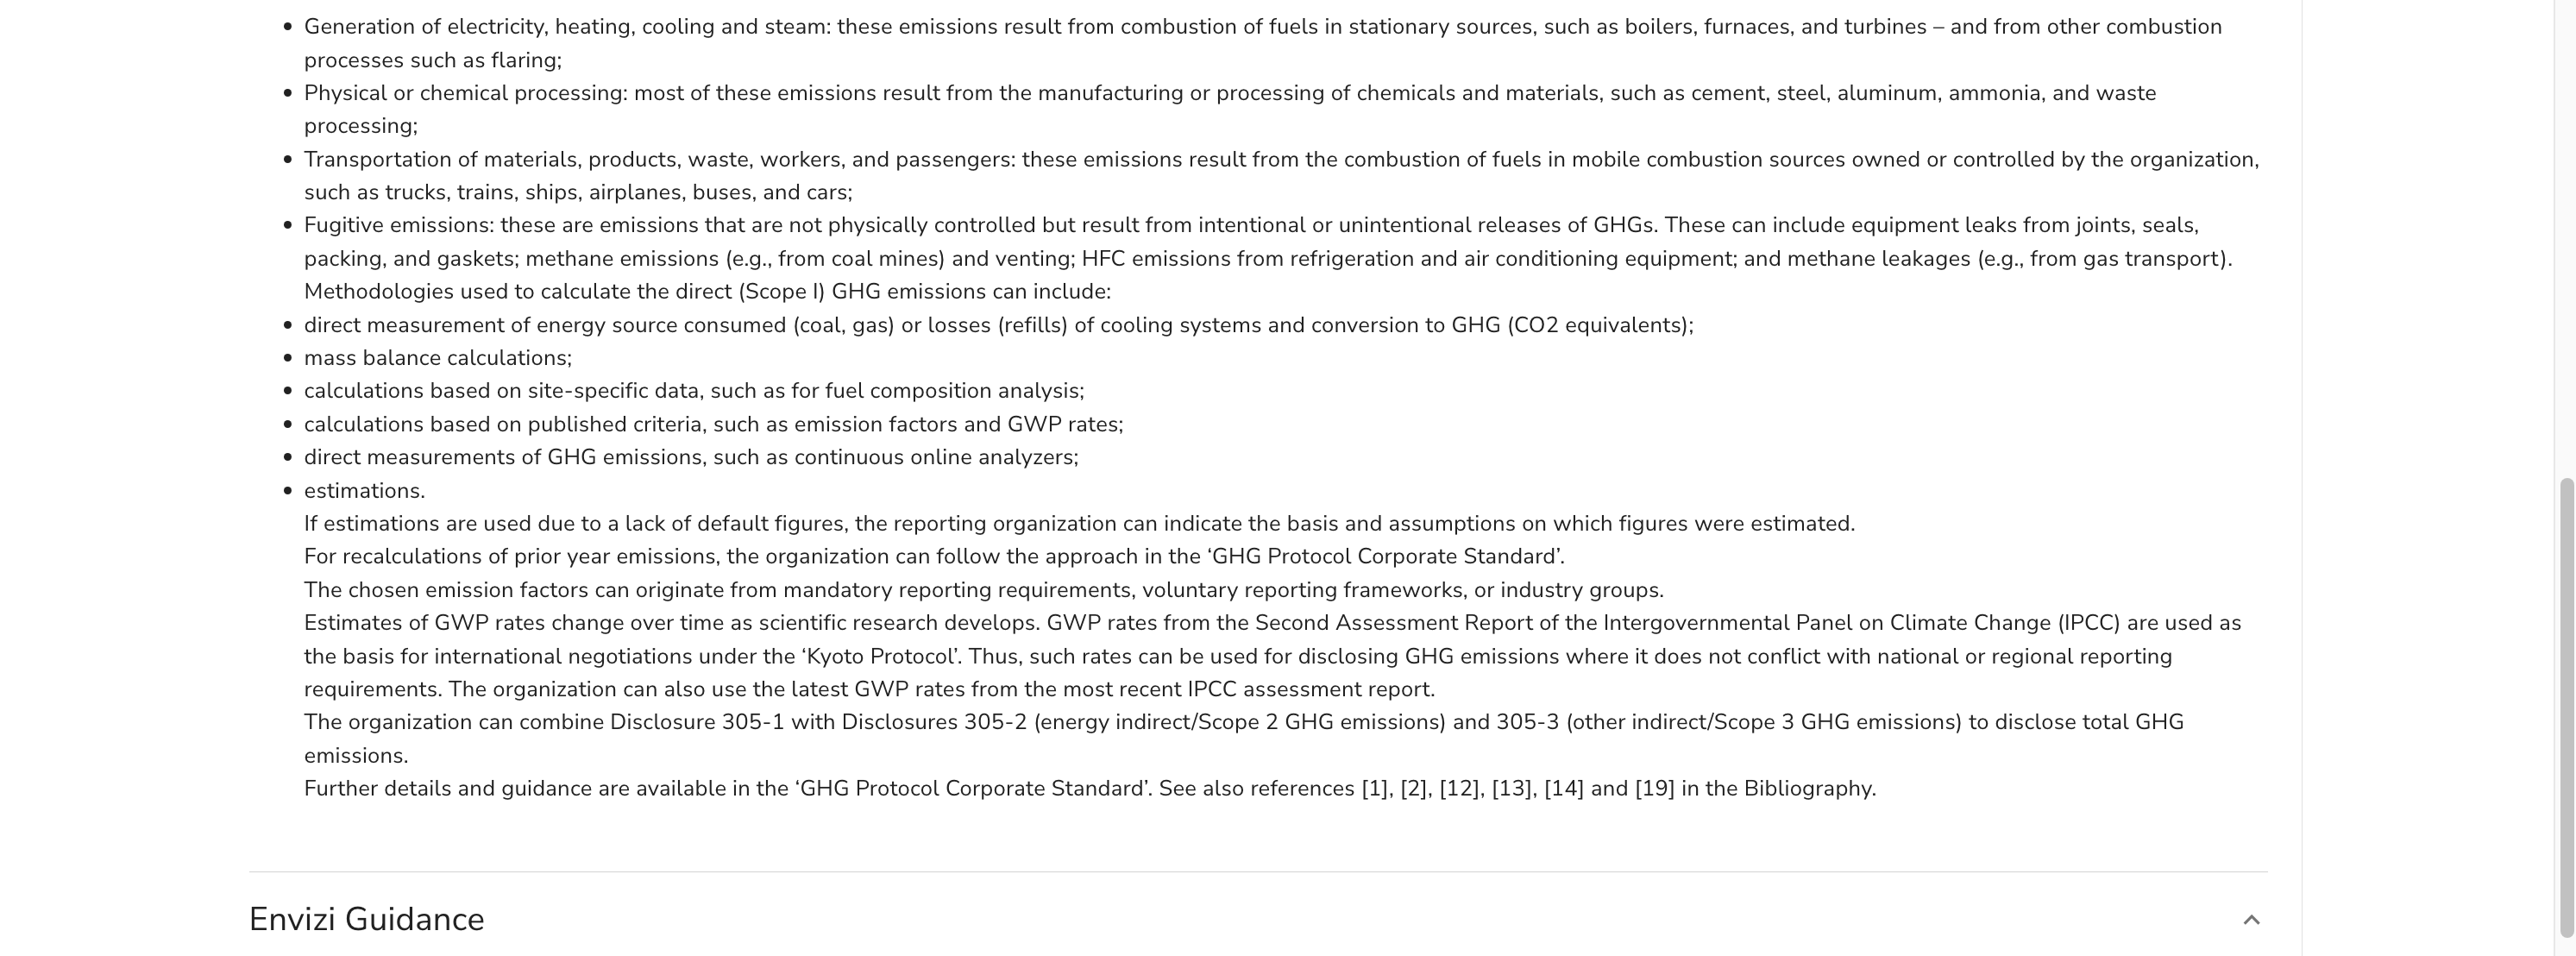 • Generation of electricity, heating, cooling and steam: these emissions result from combustion of fuels in stationary sources, such as boilers, furnaces, and turbines – and from other combustion
processes such as flaring;
• Physical or chemical processing: most of these emissions result from the manufacturing or processing of chemicals and materials, such as cement, steel, aluminum, ammonia, and waste
processing;
• Transportation of materials, products, waste, workers, and passengers: these emissions result from the combustion of fuels in mobile combustion sources owned or controlled by the organization,
such as trucks, trains, ships, airplanes, buses, and cars;
• Fugitive emissions: these are emissions that are not physically controlled but result from intentional or unintentional releases of GHGs. These can include equipment leaks from joints, seals,
packing, and gaskets; methane emissions (e.g., from coal mines) and venting; HFC emissions from refrigeration and air conditioning equipment; and methane leakages (e.g., from gas transport).
Methodologies used to calculate the direct (Scope I) GHG emissions can include:
• direct measurement of energy source consumed (coal, gas) or losses (refills) of cooling systems and conversion to GHG (CO2 equivalents);
• mass balance calculations;
• calculations based on site-specific data, such as for fuel composition analysis;
• calculations based on published criteria, such as emission factors and GWP rates;
• direct measurements of GHG emissions, such as continuous online analyzers;
• estimations.
If estimations are used due to a lack of default figures, the reporting organization can indicate the basis and assumptions on which figures were estimated.
For recalculations of prior year emissions, the organization can follow the approach in the ‘GHG Protocol Corporate Standard’.
The chosen emission factors can originate from mandatory reporting requirements, voluntary reporting frameworks, or industry groups.
Estimates of GWP rates change over time as scientific research develops. GWP rates from the Second Assessment Report of the Intergovernmental Panel on Climate Change (IPCC) are used as
the basis for international negotiations under the ‘Kyoto Protocol’. Thus, such rates can be used for disclosing GHG emissions where it does not conflict with national or regional reporting
requirements. The organization can also use the latest GWP rates from the most recent IPCC assessment report.
The organization can combine Disclosure 305-1 with Disclosures 305-2 (energy indirect/Scope 2 GHG emissions) and 305-3 (other indirect/Scope 3 GHG emissions) to disclose total GHG
emissions.
Further details and guidance are available in the ‘GHG Protocol Corporate Standard’. See also references [1], [2], [12], [13], [14] and [19] in the Bibliography.
Envizi Guidance